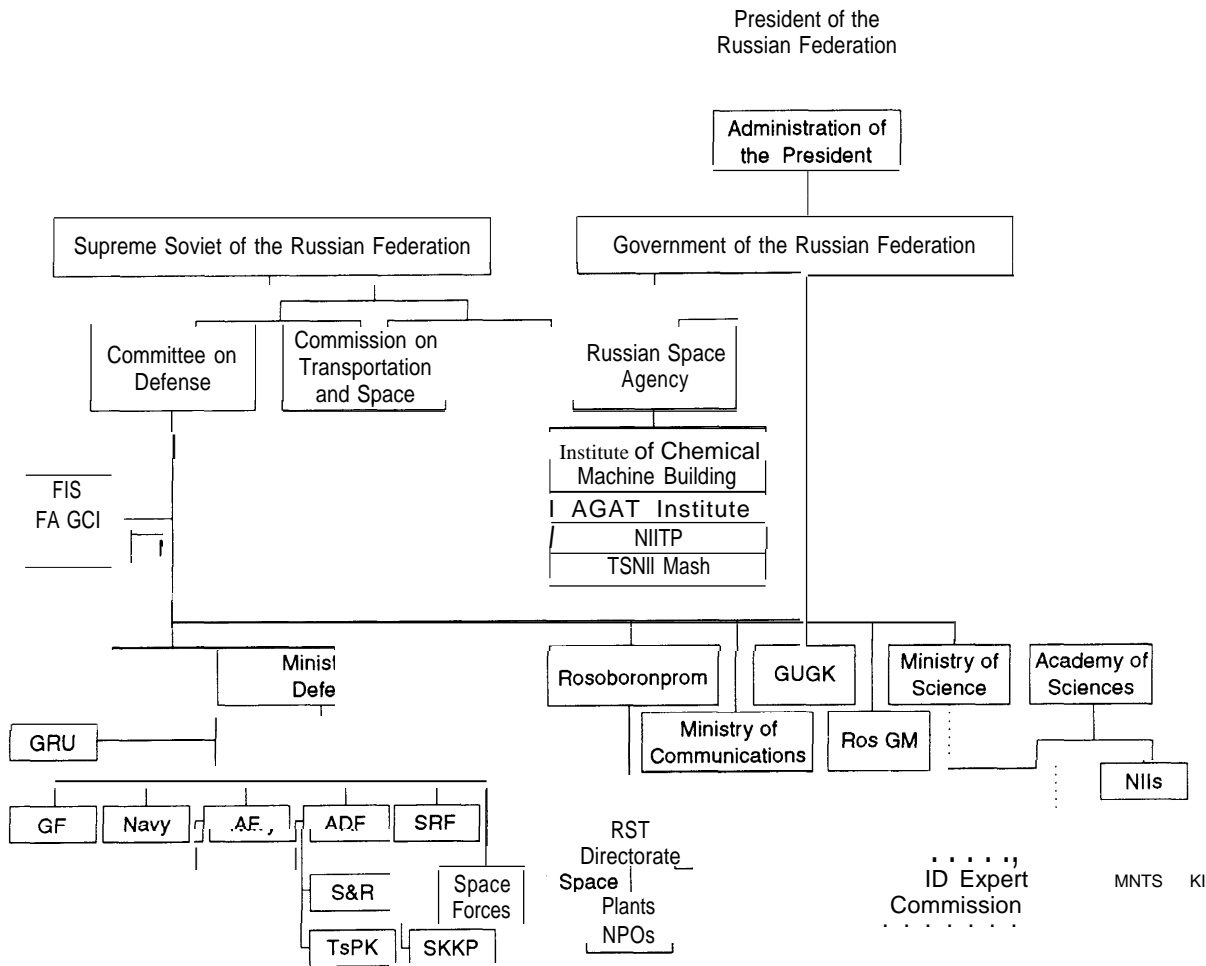 President of the
Russian Federation
Administration of
the President
Supreme Soviet of the Russian Federation
Government of the Russian Federation
Committee on
Defense
Commission on
Transportation
and Space
Russian Space
Agency
Institute of Chemical
Machine Building
AGAT Institute
NIITP
TSNII Mash
FIS
FA GCI
Minist
Defe
Rosoboronprom
GUGK
Ministry of
Science
Academy of
Sciences
Ministry of
Communications
Ros GM
GRU
NIIs
GF
Navy
AF
ADF
SRF
S&R
Space
Forces
TsPK
SKKP
RST
Directorate
Space
Plants
NPOs
ID Expert
Commission
MNTS KI